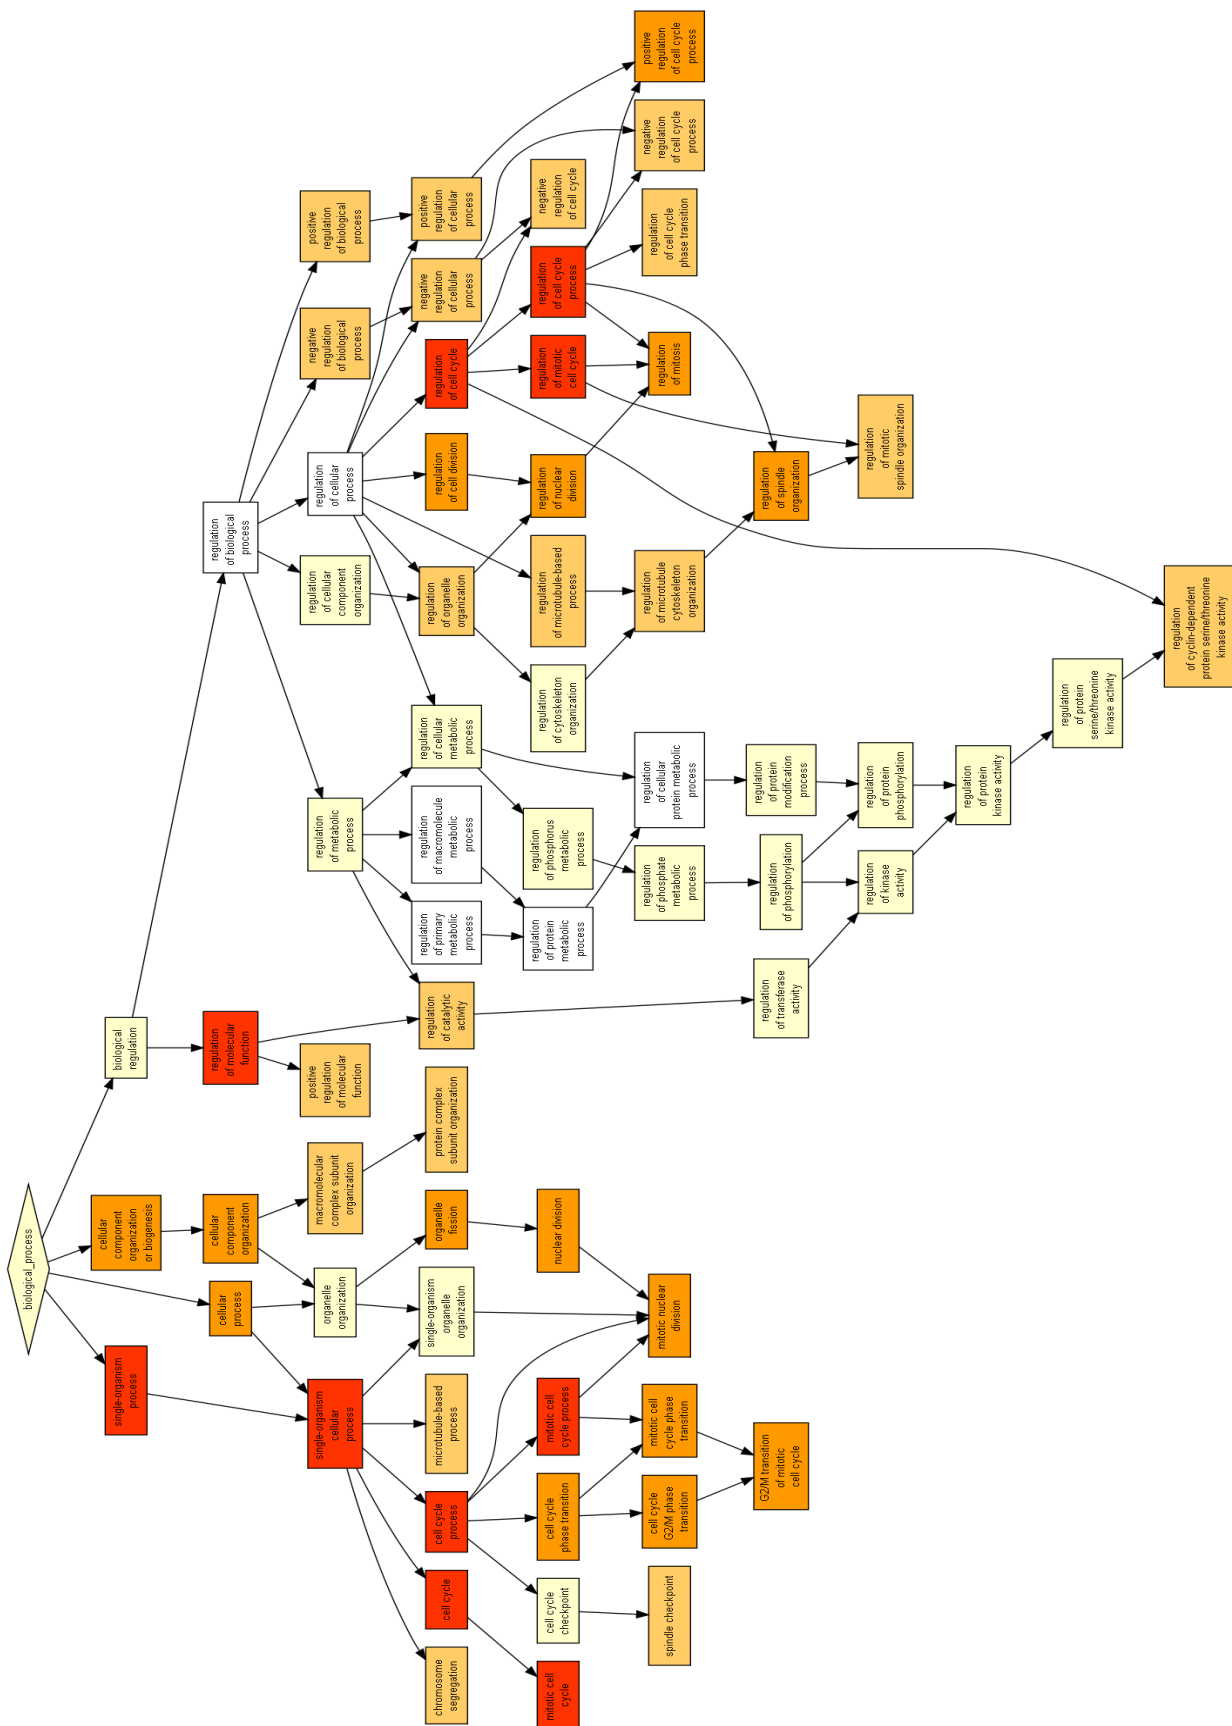 biological_process
single-organism
process
cellular
process
cellular
component
organization
or biogenesis
biological
regulation
cellular
component
organization
regulation
of molecular
function
regulation
of biological
process
single-organism
cellular
process
organelle
organization
macromolecular
complex subunit
organization
positive
regulation
of molecular
function
regulation
of metabolic
process
regulation
of cellular
component
organization
regulation
of cellular
process
negative
regulation
of biological
process
positive
regulation
of biological
process
chromosome
segregation
cell cycle
cell cycle
process
microtubule-based
process
single-organism
organelle
organization
organelle
fission
protein complex
subunit organization
regulation
of catalytic
activity
regulation
of primary
metabolic
process
regulation
of macromolecule
metabolic
process
regulation
of cellular
metabolic
process
regulation
of organelle
organization
regulation
of cell division
regulation
of cell cycle
negative
regulation
of cellular
process
positive
regulation
of cellular
process
mitotic cell
cycle
cell cycle
checkpoint
cell cycle
phase transition
mitotic cell
cycle process
nuclear division
regulation
of protein
metabolic
process
regulation
of phosphorus
metabolic
process
regulation
of cytoskeleton
organization
regulation
of microtubule-based
process
regulation
of nuclear
division
regulation
of mitotic
cell cycle
regulation
of cell cycle
process
negative
regulation
of cell cycle
spindle checkpoint
cell cycle
G2/M phase
transition
mitotic cell
cycle phase
transition
mitotic nuclear
division
regulation
of phosphate
metabolic
process
regulation
of cellular
protein metabolic
process
regulation
of microtubule
cytoskeleton
organization
regulation
of mitosis
regulation
of cell cycle
phase transition
negative
regulation
of cell cycle
process
positive
regulation
of cell cycle
process
G2/M transition
of mitotic
cell cycle
regulation
of transferase
activity
regulation
of phosphorylation
regulation
of protein
modification
process
regulation
of spindle
organization
regulation
of kinase
activity
regulation
of protein
phosphorylation
regulation
of mitotic
spindle organization
regulation
of protein
kinase activity
regulation
of protein
serine/threonine
kinase activity
regulation
of cyclin-dependent
protein serine/threonine
kinase activity